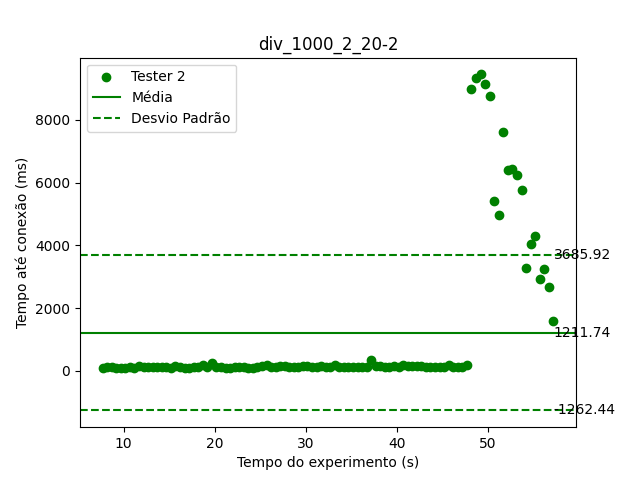 div_1000_2_20-2
Tester 2
Média
Desvio Padrão
Tempo até conexão (ms)
8000
6000
4000
2000
0
3685.92
1211.74
-1262.44
10 20 30 40 50
Tempo do experimento (s)